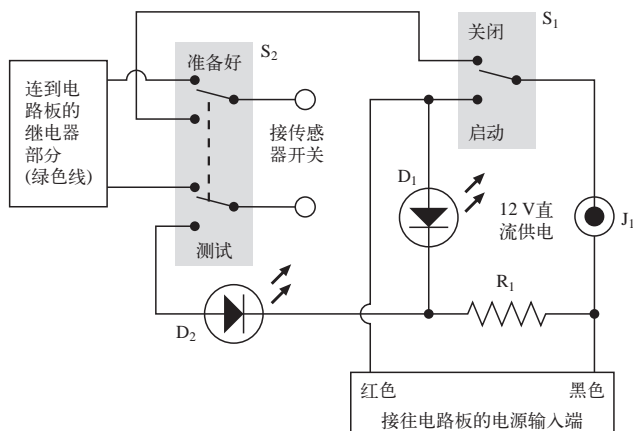 S1
关闭
S2
准备好
连到电
路板的
继电器
部分
(绿色线)
接传感
器开关
启动
D1
12 V直
流供电
J1
测试
R1
D2
红色
黑色
接往电路板的电源输入端